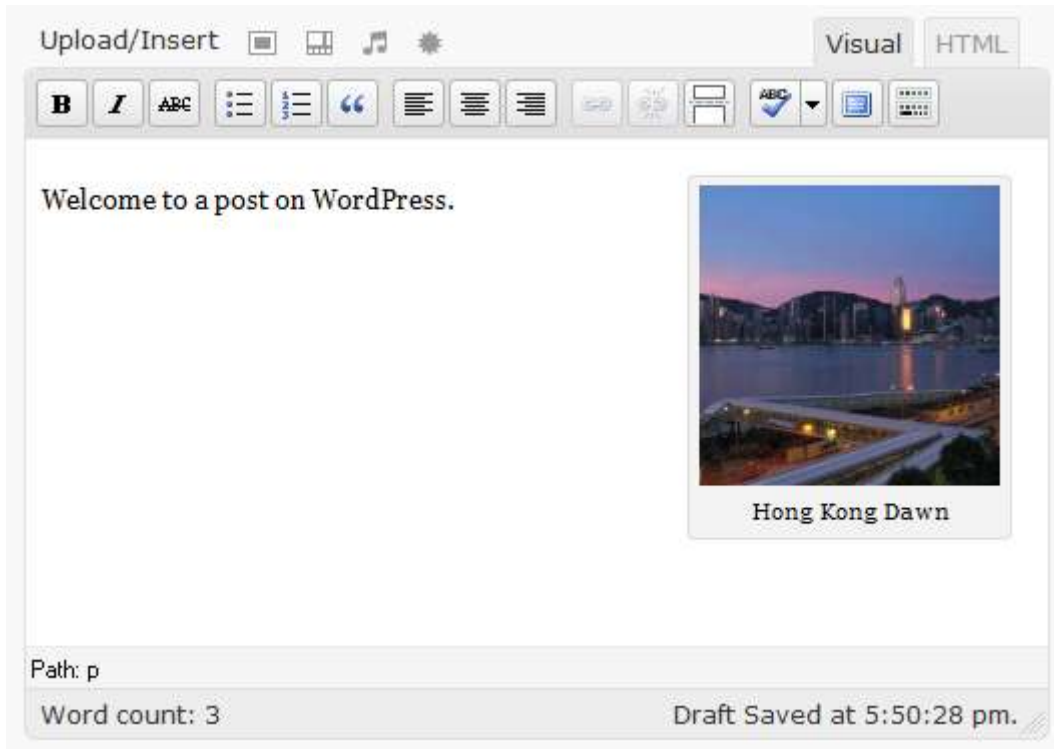 Upload/Insert
Visual HTML
B I ABC ABC
Welcome to a post on WordPress.
Hong Kong Dawn
Path: p
Word count: 3
Draft Saved at 5:50:28 pm.